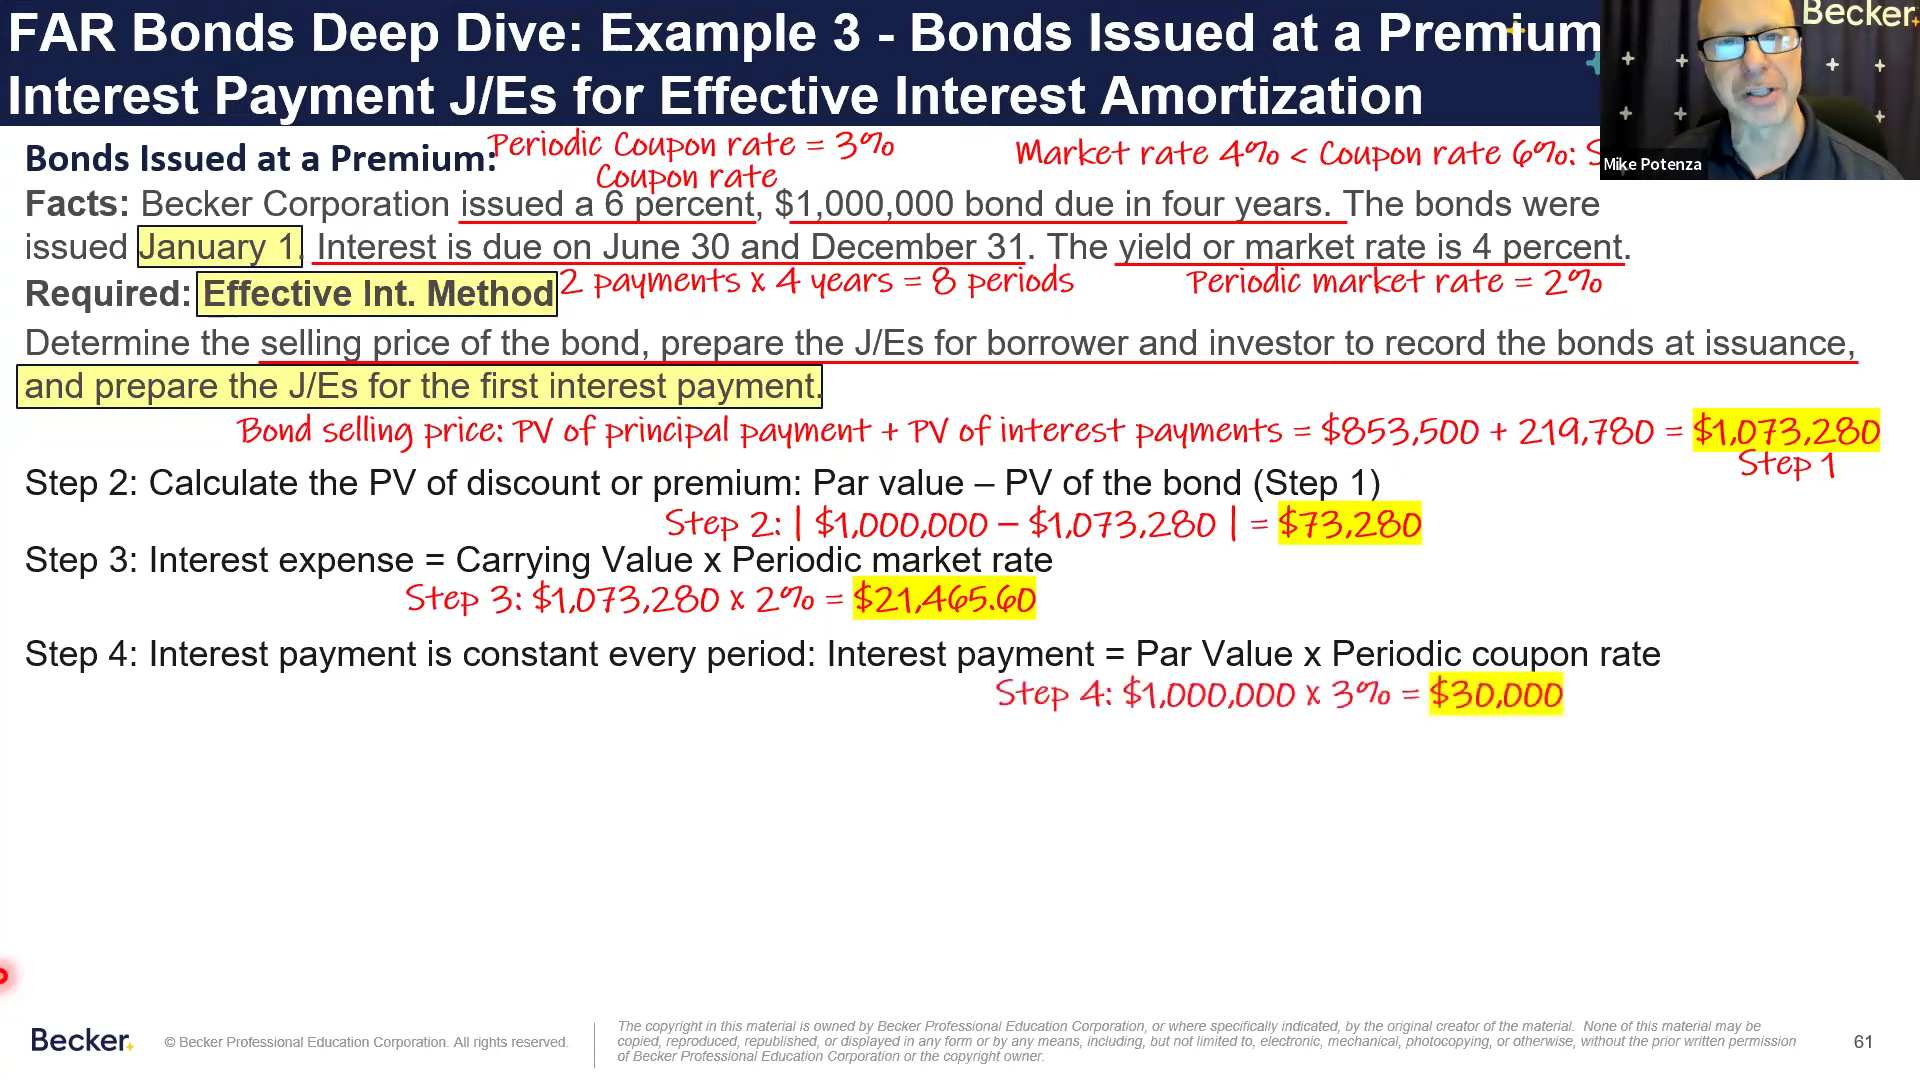 FAR Bonds Deep Dive: Example 3 - Bonds Issued at a Premium
Interest Payment J/Es for Effective Interest Amortization
Becker
Mike Potenza
Bonds Issued at a Premium:
Periodic Coupon rate = 3%
Market rate 4% < Coupon rate 6%:
Coupon rate
Facts: Becker Corporation issued a 6 percent, $1,000,000 bond due in four years. The bonds were
issued January 1. Interest is due on June 30 and December 31. The yield or market rate is 4 percent.
Required: Effective Int. Method
2 payments x 4 years = 8 periods
Periodic market rate = 2%
Determine the selling price of the bond, prepare the J/Es for borrower and investor to record the bonds at issuance,
and prepare the J/Es for the first interest payment.
Bond selling price: PV of principal payment + PV of interest payments = $853,500 + 219,780 = $1,073,280
Step 1
Step 2: Calculate the PV of discount or premium: Par value – PV of the bond (Step 1)
Step 2: | $1,000,000 – $1,073,280 | = $73,280
Step 3: Interest expense = Carrying Value x Periodic market rate
Step 3: $1,073,280 x 2% = $21,465.60
Step 4: Interest payment is constant every period: Interest payment = Par Value x Periodic coupon rate
Step 4: $1,000,000 x 3% = $30,000
Becker.
© Becker Professional Education Corporation. All rights reserved.
The copyright in this material is owned by Becker Professional Education Corporation, or where specifically indicated, by the original creator of the material. None of this material may be
copied, reproduced, republished, or displayed in any form or by any means, including, but not limited to, electronic, mechanical, photocopying, or otherwise, without the prior written permission
of Becker Professional Education Corporation or the copyright owner.
61